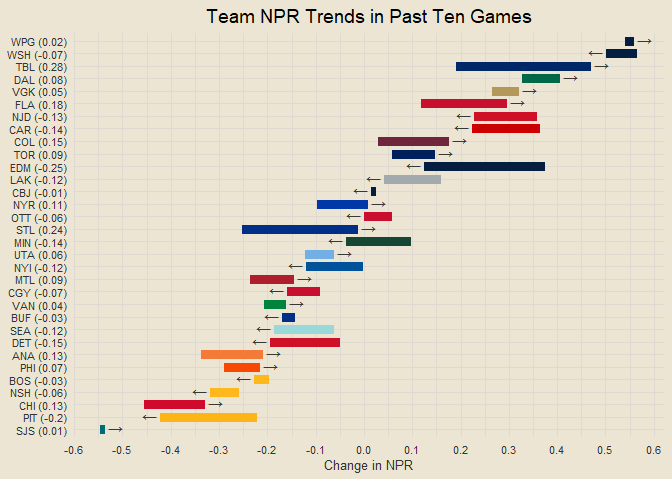 Team NPR Trends in Past Ten Games
WPG (0.02)
WSH (-0.07)
TBL (0.28)
DAL (0.08)
VGK (0.05)
FLA (0.18)
NJD (-0.13)
CAR (-0.14)
COL (0.15)
TOR (0.09)
EDM (-0.25)
LAK (-0.12)
CBJ (-0.01)
NYR (0.11)
OTT (-0.06)
STL (0.24)
MIN (-0.14)
UTA (0.06)
NYI (-0.12)
MTL (0.09)
CGY (-0.07)
VAN (0.04)
BUF (-0.03)
SEA (-0.12)
DET (-0.15)
ANA (0.13)
PHI (0.07)
BOS (-0.03)
NSH (-0.06)
CHI (0.13)
PIT (-0.2)
SJS (0.01)
-0.6 -0.5 -0.4 -0.3 -0.2 -0.1 0.0 0.1 0.2 0.3 0.4 0.5 0.6
Change in NPR